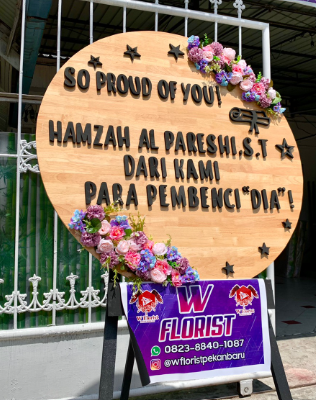 SO PROUD OF YOU!
HAMZAH AL PARESHI.S.T
DARI KAMI
PARA PEMBENCI "DIA"!
W
FLORIST
0823-8840-1087
@wfloristpekanbaru